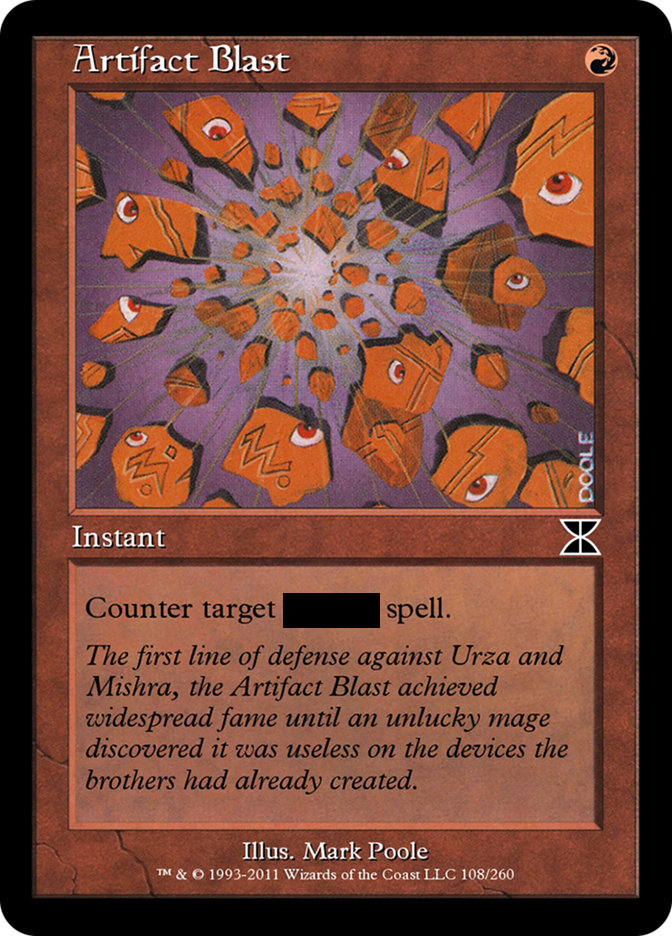 Artifact Blast
POOLE
Instant
Counter target spell.
The first line of defense against Urza and
Mishra, the Artifact Blast achieved
widespread fame until an unlucky mage
discovered it was useless on the devices the
brothers had already created.
Illus. Mark Poole
™ & © 1993-2011 Wizards of the Coast LLC 108/260